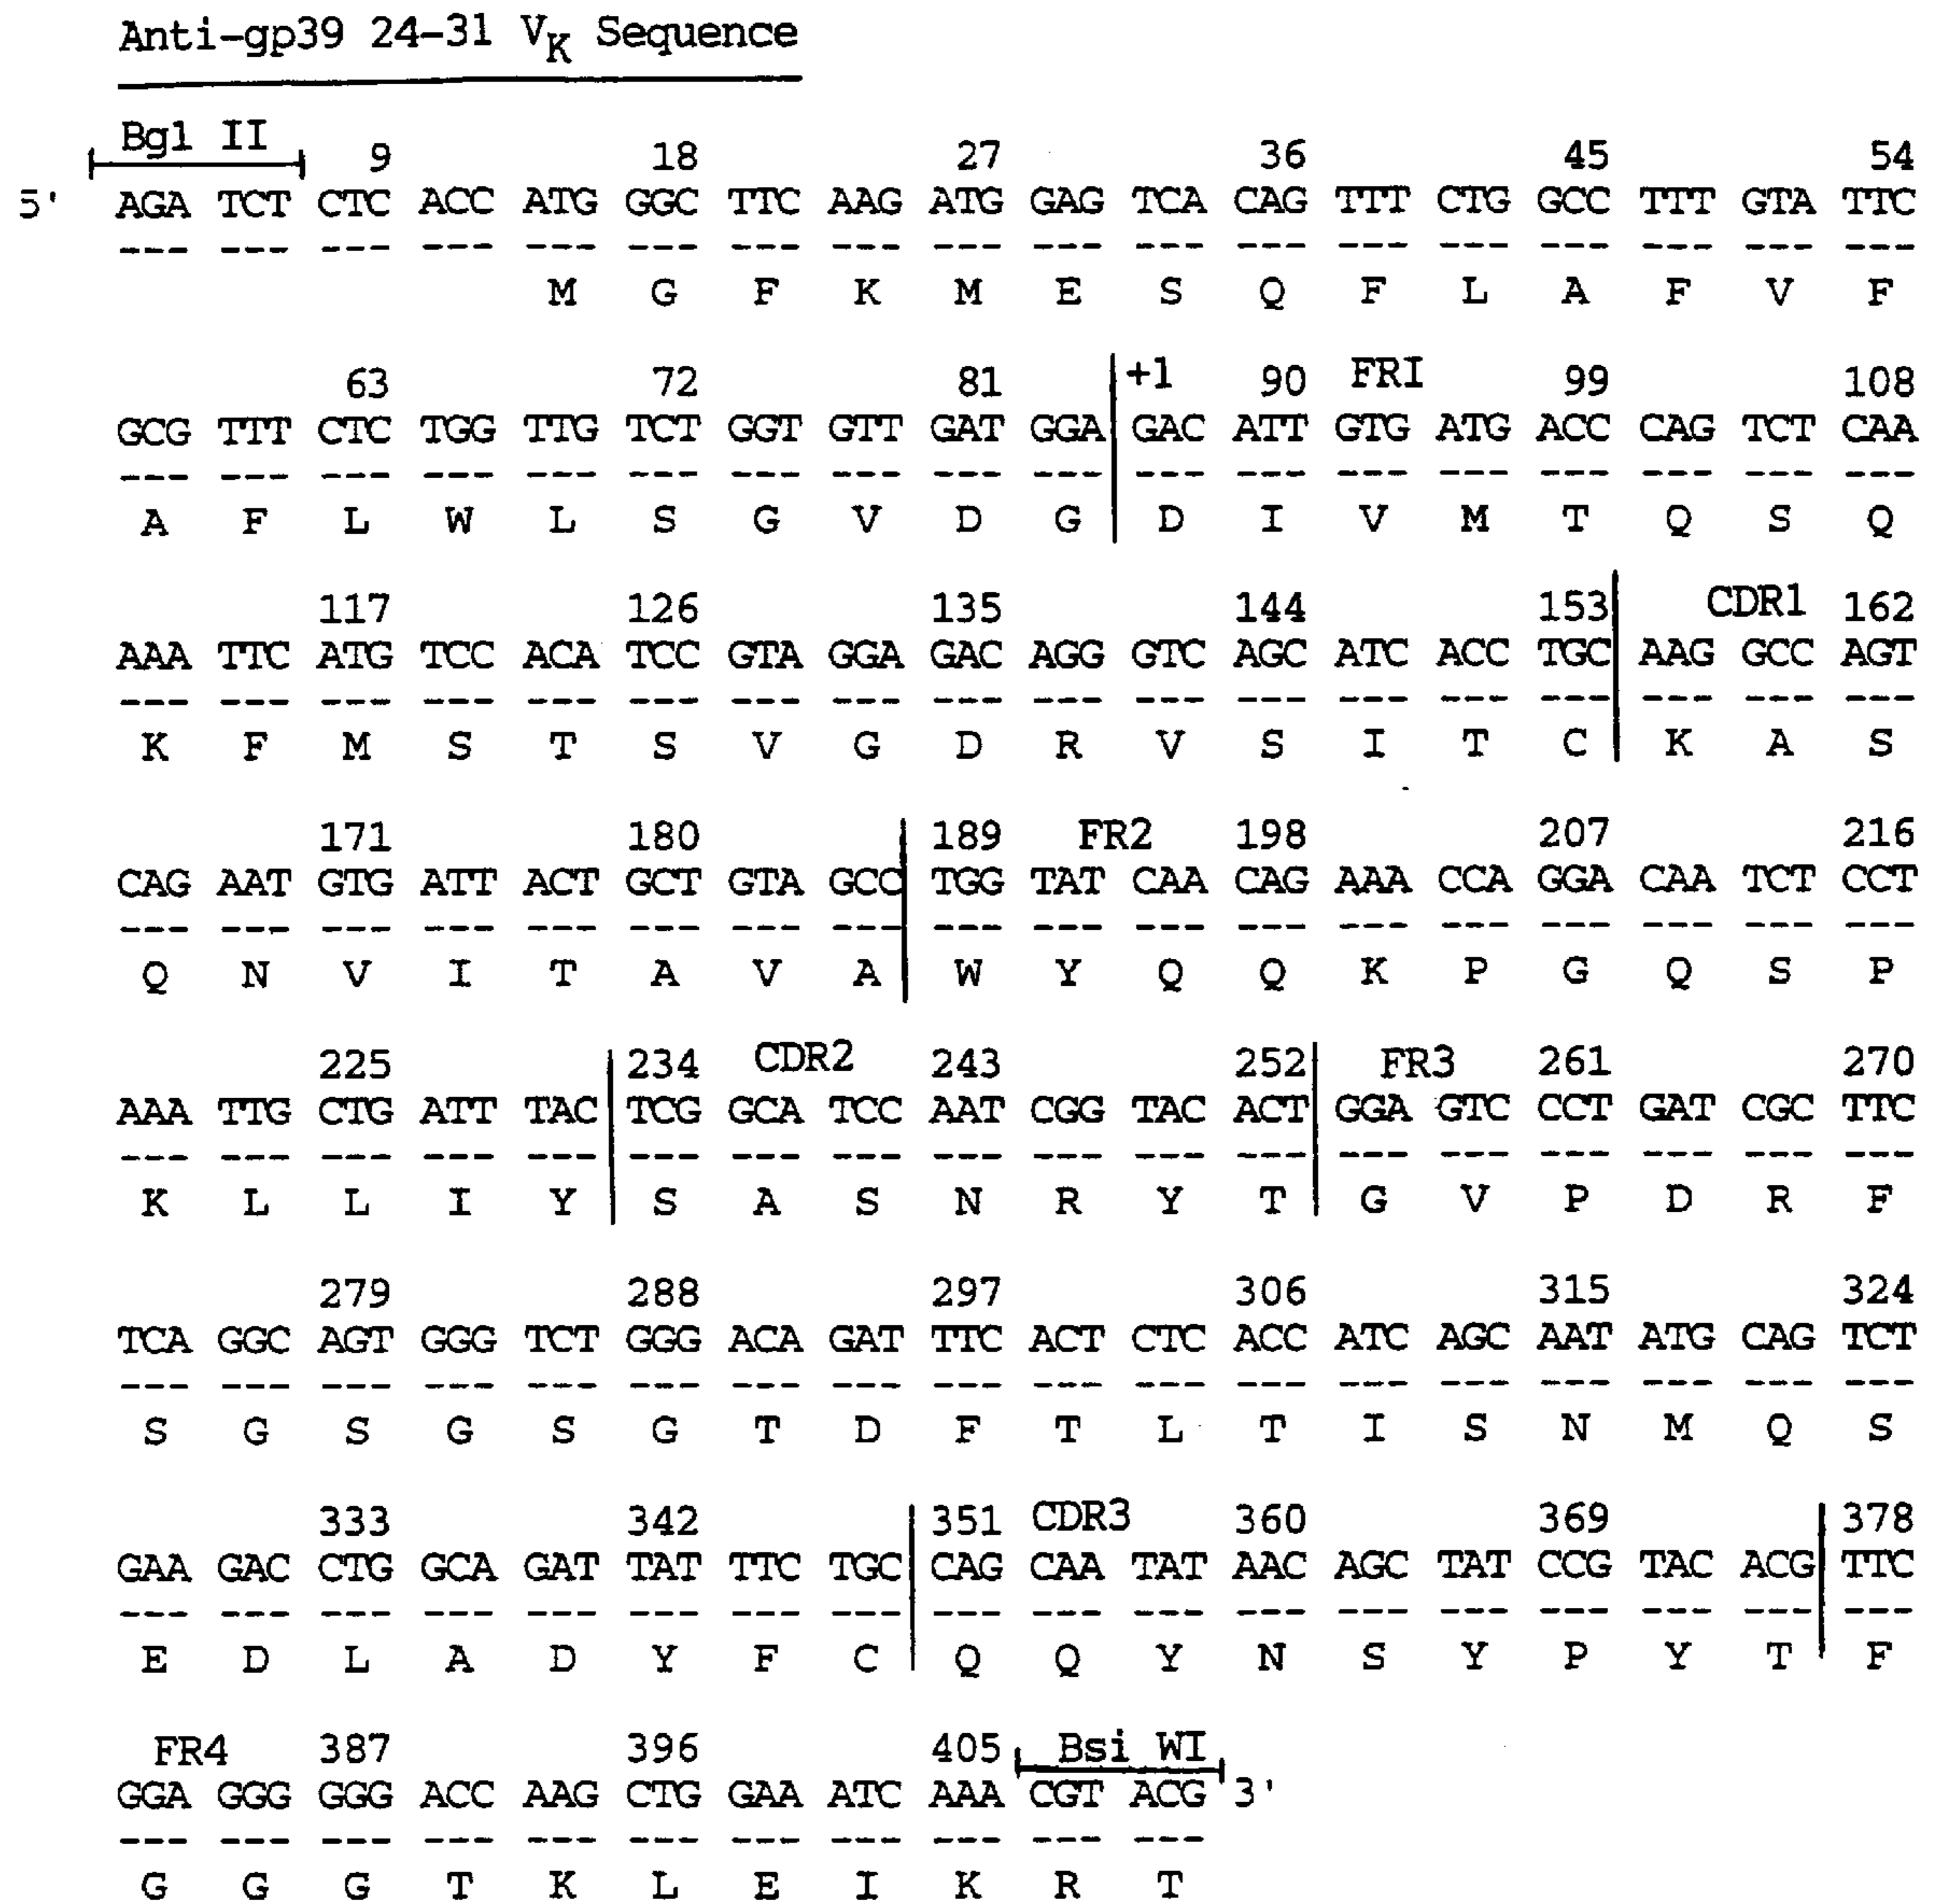 Anti-gp39 24-31 VK Sequence
Bgl II 9 18 27 36 45 54
5' AGA TCT CTC ACC ATG GGC TTC AAG ATG GAG TCA CAG TTT CTG GCC TTT GTA TTC
--- --- --- --- --- --- --- --- --- --- --- --- --- --- --- --- --- ---
M G F K M E S Q F L A F V F
63 72 81 +1 90 FRI 99 108
GCG TTT CTC TGG TTG TCT GGT GTT GAT GGA GAC ATT GTG ATG ACC CAG TCT CAA
--- --- --- --- --- --- --- --- --- --- --- --- --- --- --- --- --- ---
A F L W L S G V D G D I V M T Q S Q
117 126 135 144 153 CDR1 162
AAA TTC ATG TCC ACA TCC GTA GGA GAC AGG GTC AGC ATC ACC TGC AAG GCC AGT
--- --- --- --- --- --- --- --- --- --- --- --- --- --- --- --- --- ---
K F M S T S V G D R V S I T C K A S
171 180 189 FR2 198 207 216
CAG AAT GTG ATT ACT GCT GTA GCC TGG TAT CAA CAG AAA CCA GGA CAA TCT CCT
--- --- --- --- --- --- --- --- --- --- --- --- --- --- --- --- --- ---
Q N V I T A V A W Y Q Q K P G Q S P
225 234 CDR2 243 252 FR3 261 270
AAA TTG CTG ATT TAC TCG GCA TCC AAT CGG TAC ACT GGA GTC CCT GAT CGC TTC
--- --- --- --- --- --- --- --- --- --- --- --- --- --- --- --- --- ---
K L L I Y S A S N R Y T G V P D R F
279 288 297 306 315 324
TCA GGC AGT GGG TCT GGG ACA GAT TTC ACT CTC ACC ATC AGC AAT ATG CAG TCT
--- --- --- --- --- --- --- --- --- --- --- --- --- --- --- --- --- ---
S G S G S G T D F T L T I S N M Q S
333 342 351 CDR3 360 369 378
GAA GAC CTG GCA GAT TAT TTC TGC CAG CAA TAT AAC AGC TAT CCG TAC ACG TTC
--- --- --- --- --- --- --- --- --- --- --- --- --- --- --- --- --- ---
E D L A D Y F C Q Q Y N S Y P Y T F
FR4 387 396 405 Bsi WI
GGA GGG GGG ACC AAG CTG GAA ATC AAA CGT ACG 3'
--- --- --- --- --- --- --- --- --- --- ---
G G G T K L E I K R T